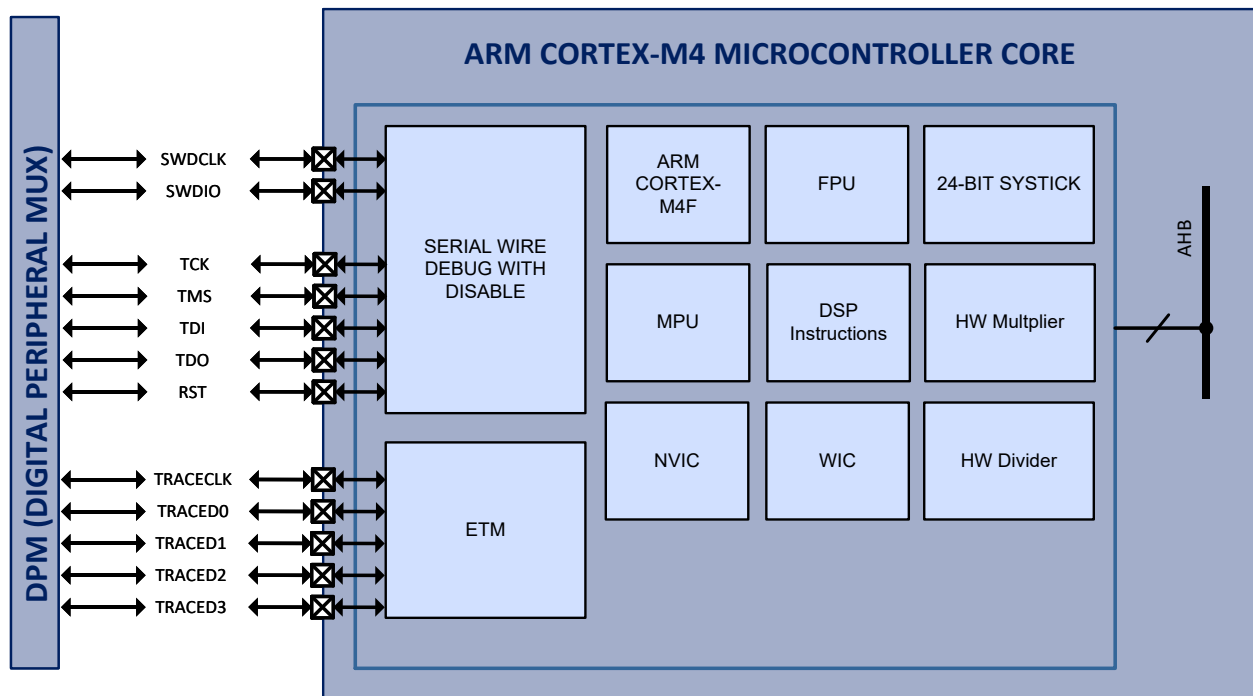 ARM CORTEX-M4 MICROCONTROLLER CORE
DPM (DIGITAL PERIPHERAL MUX)
SWDCLK
SWDIO
TCK
TMS
TDI
TDO
RST
TRACECLK
TRACED0
TRACED1
TRACED2
TRACED3
SERIAL WIRE
DEBUG WITH
DISABLE
ETM
ARM
CORTEX-
M4F
FPU
24-BIT SYSTICK
MPU
DSP
Instructions
HW Multplier
NVIC
WIC
HW Divider
AHB